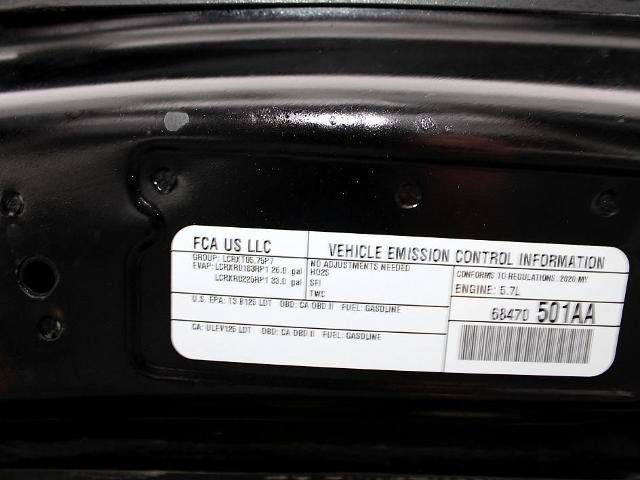 FCA US LLC
GROUP: LCRXT05.75P7
EVAP: LCRXR0183RP1 26.0 gal
LCRXR0225RP1 33.0 gal
VEHICLE EMISSION CONTROL INFORMATION
NO ADJUSTMENTS NEEDED
HO2S
SFI
TWC
CONFORMS TO REGULATIONS: 2020 MY
ENGINE: 5.7L
U.S. EPA: T3 B125 LDT OBD: CA OBD II FUEL: GASOLINE
CA: ULEV125 LDT OBD: CA OBD II FUEL: GASOLINE
68470 501AA